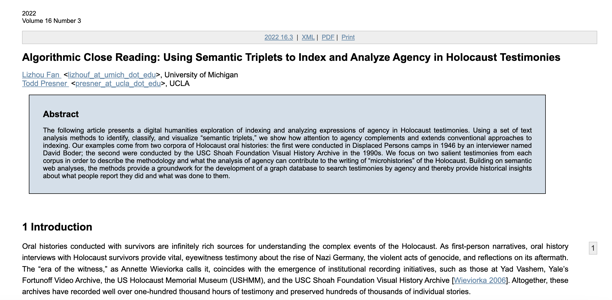 2022
Volume 16 Number 3
2022 16.3 | XML | PDF | Print
Algorithmic Close Reading: Using Semantic Triplets to Index and Analyze Agency in Holocaust Testimonies
Lizhou Fan <lizhouf_at_umich_dot_edu>, University of Michigan
Todd Presner <presner_at_ucla_dot_edu>, UCLA
Abstract
The following article presents a digital humanities exploration of indexing and analyzing expressions of agency in Holocaust testimonies. Using a set of text
analysis methods to identify, classify, and visualize “semantic triplets,” we show how attention to agency complements and extends conventional approaches to
indexing. Our examples come from two corpora of Holocaust oral histories: the first were conducted in Displaced Persons camps in 1946 by an interviewer named
David Boder; the second were conducted by the USC Shoah Foundation Visual History Archive in the 1990s. We focus on two salient testimonies from each
corpus in order to describe the methodology and what the analysis of agency can contribute to the writing of “microhistories” of the Holocaust. Building on semantic
web analyses, the methods provide a groundwork for the development of a graph database to search testimonies by agency and thereby provide historical insights
about what people report they did and what was done to them.
1 Introduction
Oral histories conducted with survivors are infinitely rich sources for understanding the complex events of the Holocaust. As first-person narratives, oral history
1
interviews with Holocaust survivors provide vital, eyewitness testimony about the rise of Nazi Germany, the violent acts of genocide, and reflections on its aftermath.
The “era of the witness,” as Annette Wieviorka calls it, coincides with the emergence of institutional recording initiatives, such as those at Yad Vashem, Yale's
Fortunoff Video Archive, the US Holocaust Memorial Museum (USHMM), and the USC Shoah Foundation Visual History Archive [Wieviorka 2006]. Altogether, these
archives have recorded well over one-hundred thousand hours of testimony and preserved hundreds of thousands of individual stories.